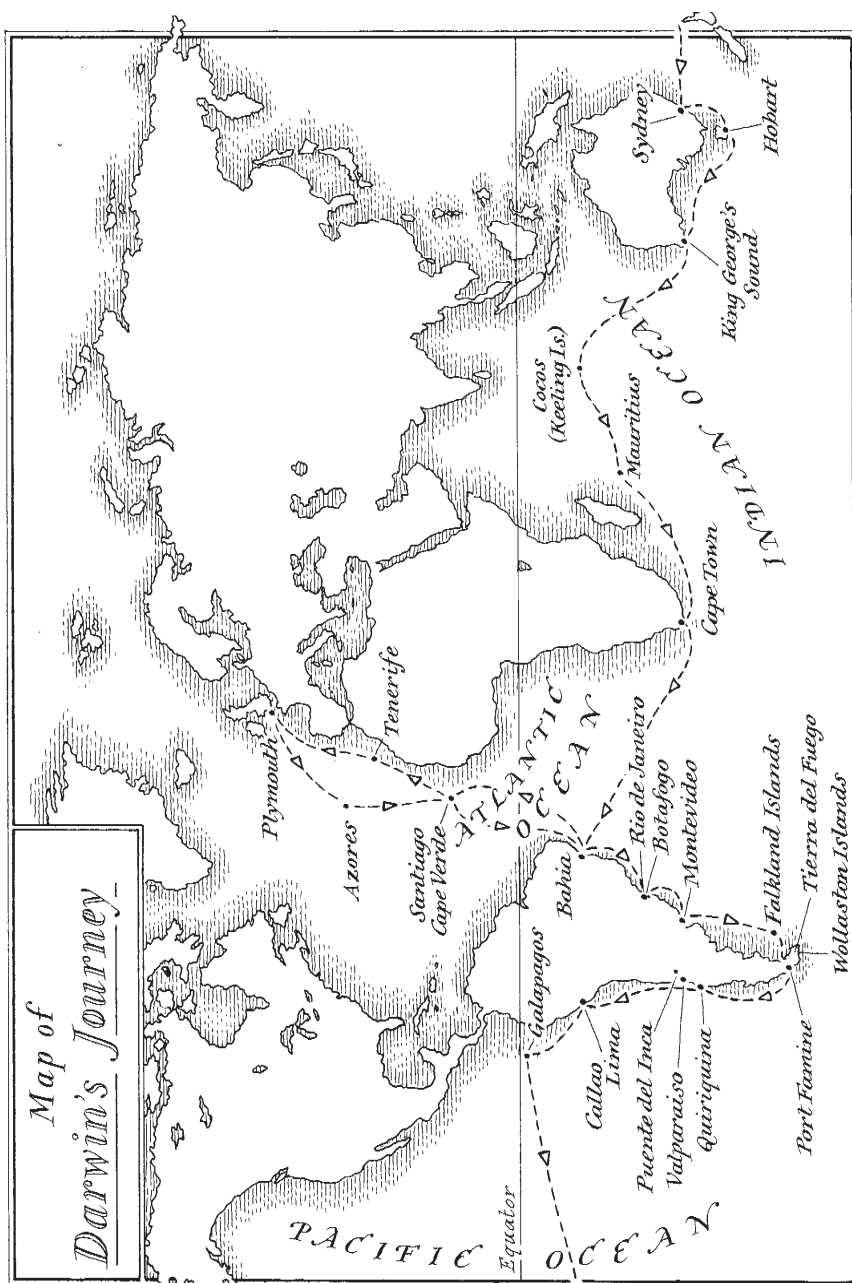 Map of
Darwin's Journey
Plymouth
Azores
Tenerife
Santiago
Cape Verde
ATLANTIC
OCEAN
PACIFIC OCEAN
Equator
Galapagos
Callao
Lima
Puente del Inca
Valparaiso
Quiriquina
Port Famine
Bahia
Rio de Janeiro
Botafogo
Montevideo
Falkland Islands
Tierra del Fuego
Wollaston Islands
Cape Town
Mauritius
Cocos
(Keeling Is.)
INDIAN OCEAN
King George's
Sound
Sydney
Hobart